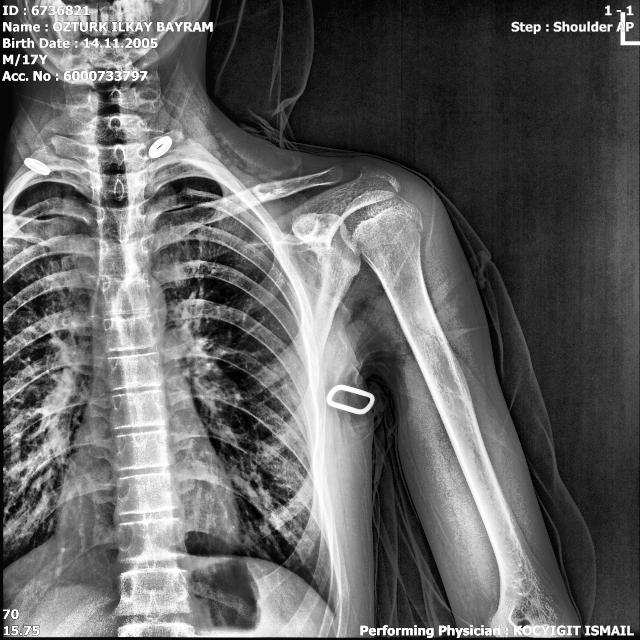 ID : 6736821
Name : OZTURK ILKAY BAYRAM
Birth Date : 14.11.2005
M/17Y
Acc. No : 6000733797
1 - 1
Step : Shoulder AP
70
15.75
Performing Physician : KOCYIGIT ISMAIL